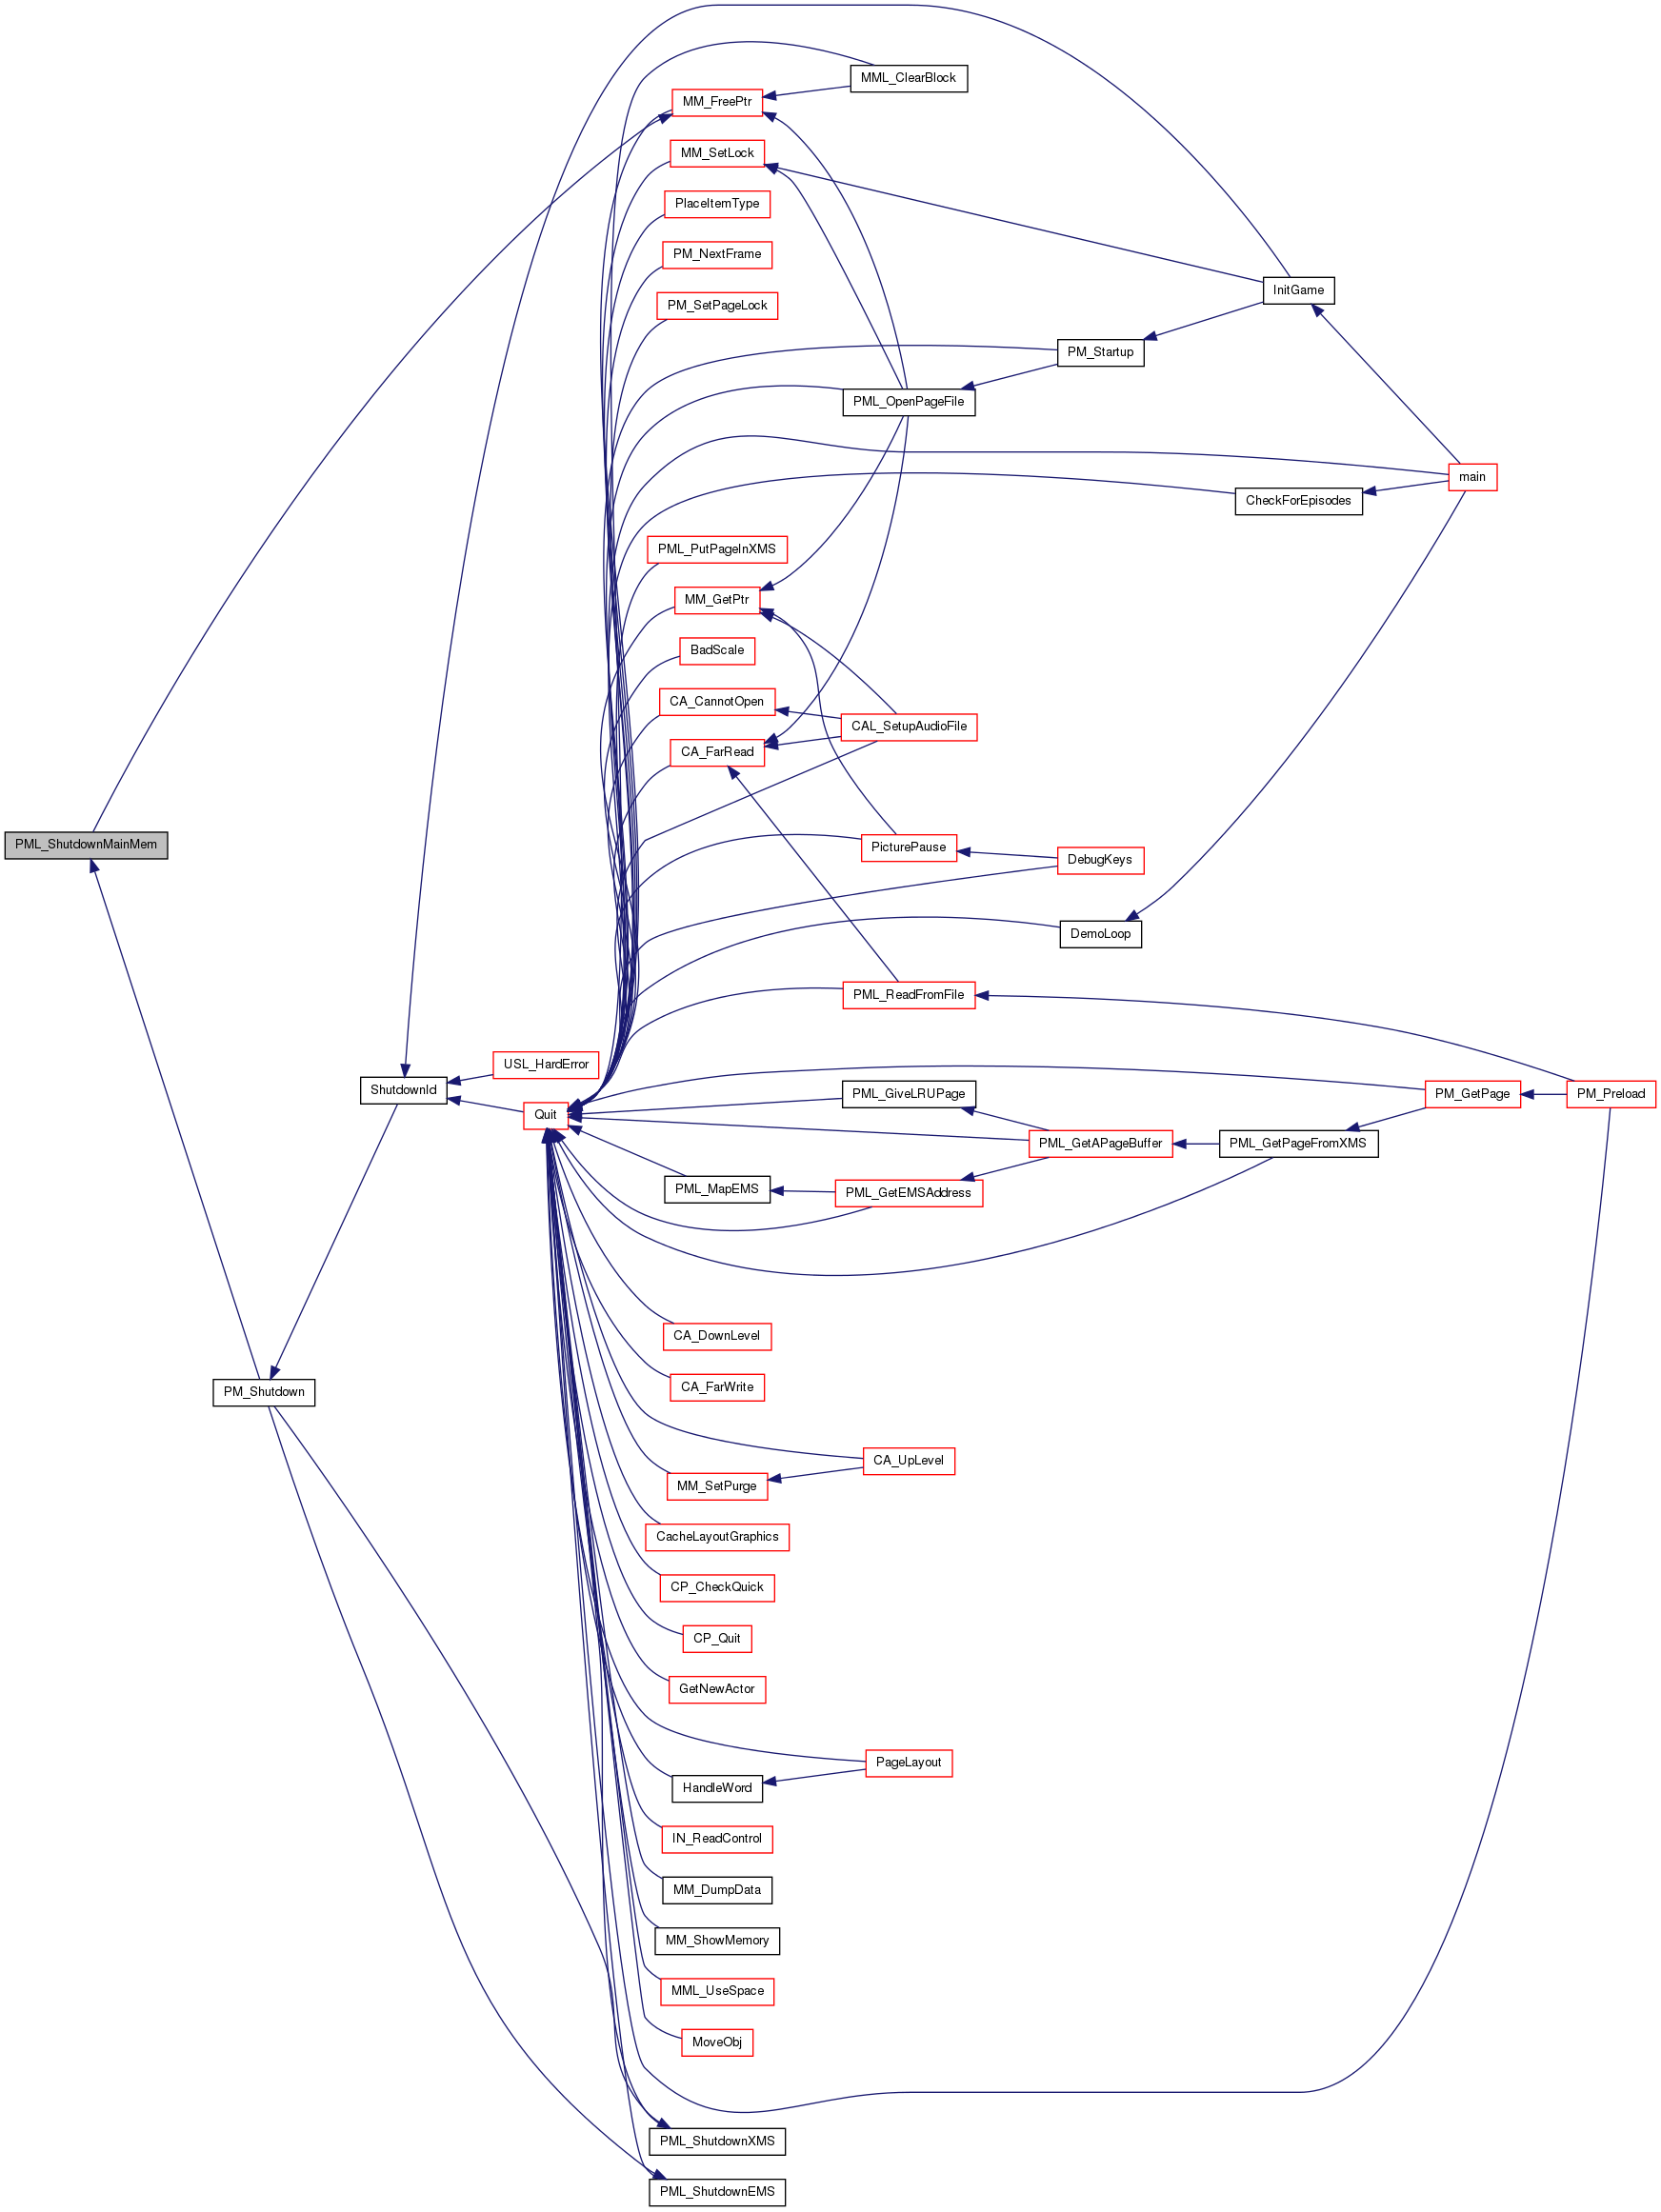 MML_ClearBlock
MM_FreePtr
MM_SetLock
PlaceItemType
PM_NextFrame
InitGame
PM_SetPageLock
PM_Startup
PML_OpenPageFile
main
CheckForEpisodes
PML_PutPageInXMS
MM_GetPtr
BadScale
CA_CannotOpen
CAL_SetupAudioFile
CA_FarRead
PML_ShutdownMainMem
PicturePause
DebugKeys
DemoLoop
PML_ReadFromFile
USL_HardError
ShutdownId
PML_GiveLRUPage
PM_GetPage
PM_Preload
Quit
PML_GetAPageBuffer
PML_GetPageFromXMS
PML_MapEMS
PML_GetEMSAddress
CA_DownLevel
PM_Shutdown
CA_FarWrite
CA_UpLevel
MM_SetPurge
CacheLayoutGraphics
CP_CheckQuick
CP_Quit
GetNewActor
PageLayout
HandleWord
IN_ReadControl
MM_DumpData
MM_ShowMemory
MML_UseSpace
MoveObj
PML_ShutdownXMS
PML_ShutdownEMS